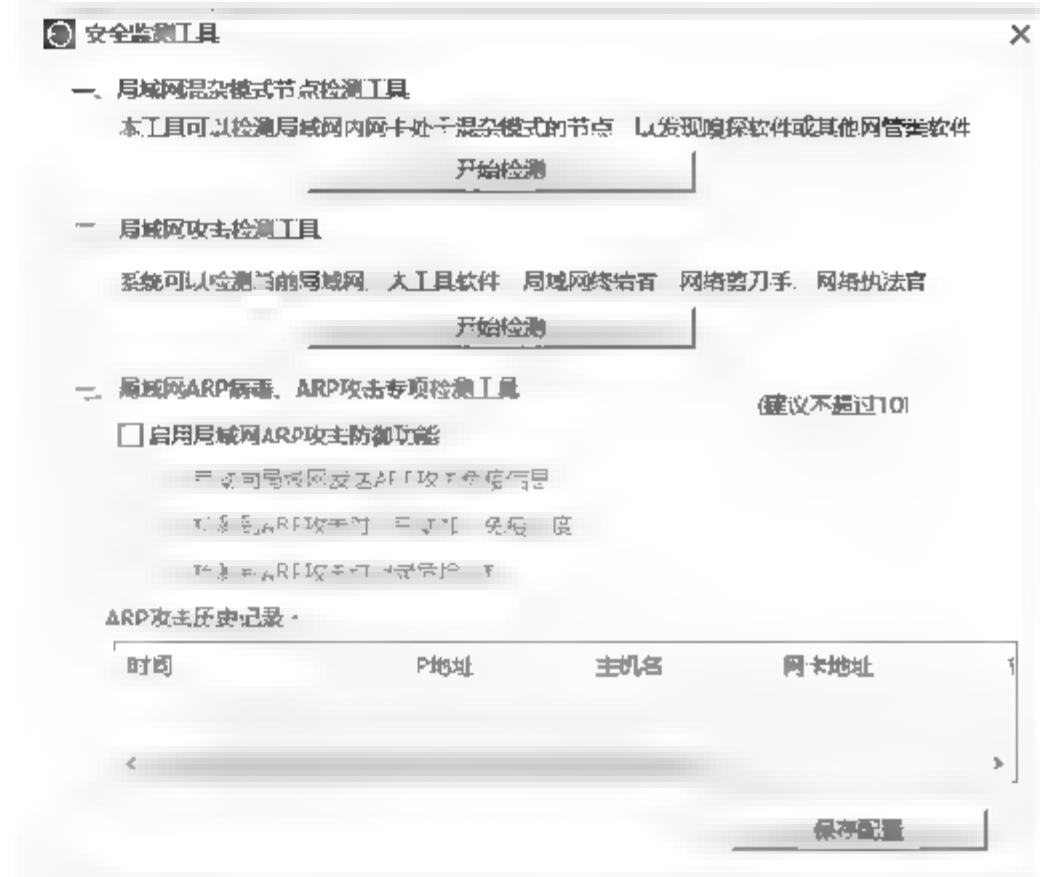 安全监测工具
一、局域网混杂模式节点检测工具
本工具可以检测局域网内网卡处于混杂模式的节点 以发现嗅探软件或其他网管类软件
开始检测
局域网攻击检测工具
系统可以检测当前局域网 大工具软件 局域网终结者 网络剪刀手、网络执法官
开始检测
局域网ARP病毒、ARP攻击专项检测工具
(建议不超过10)
启用局域网ARP攻击防御功能
ARP攻击历史记录:
时间 IP地址 主机名 网卡地址
保存配置